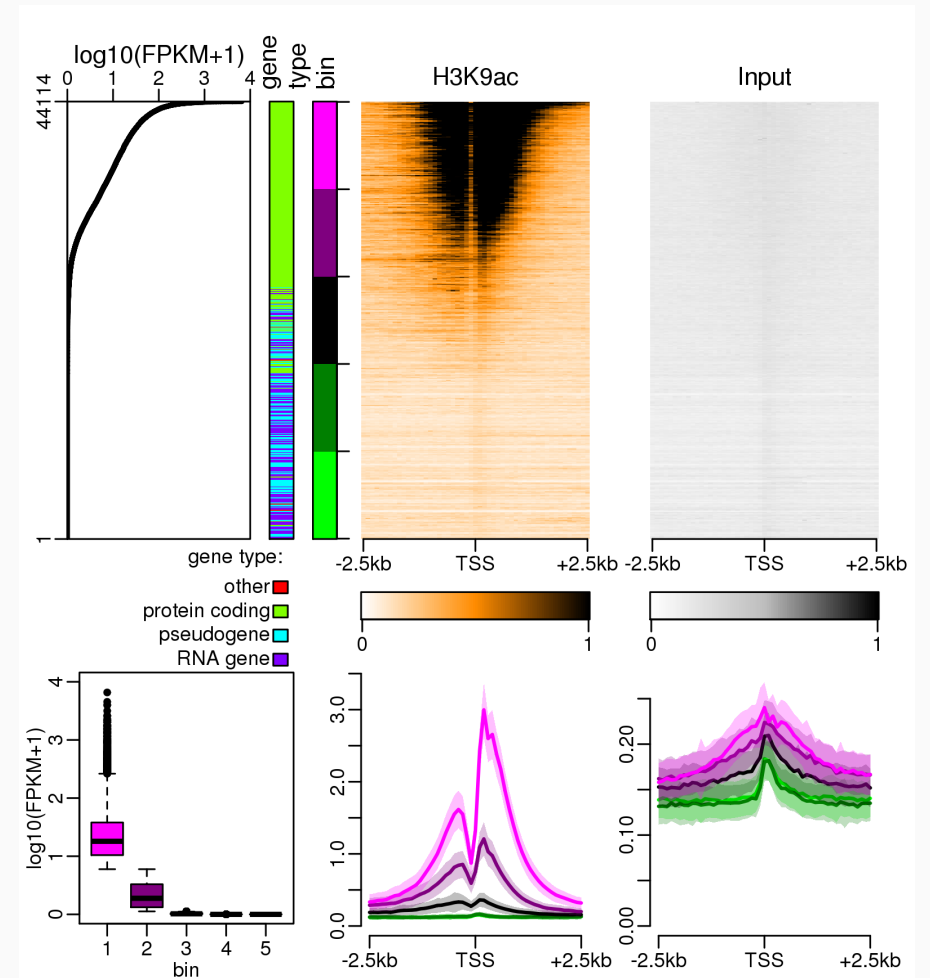 log10(FPKM+1)
0 1 2 3 4
gene
type
bin
H3K9ac
Input
44114
1
-2.5kb TSS +2.5kb
-2.5kb TSS +2.5kb
gene type:
other
protein coding
pseudogene
RNA gene
0 1
0 1
log10(FPKM+1)
4
3
2
1
0
1 2 3 4 5
bin
3.0
2.0
1.0
0.0
-2.5kb TSS +2.5kb
0.20
0.10
0.00
-2.5kb TSS +2.5kb